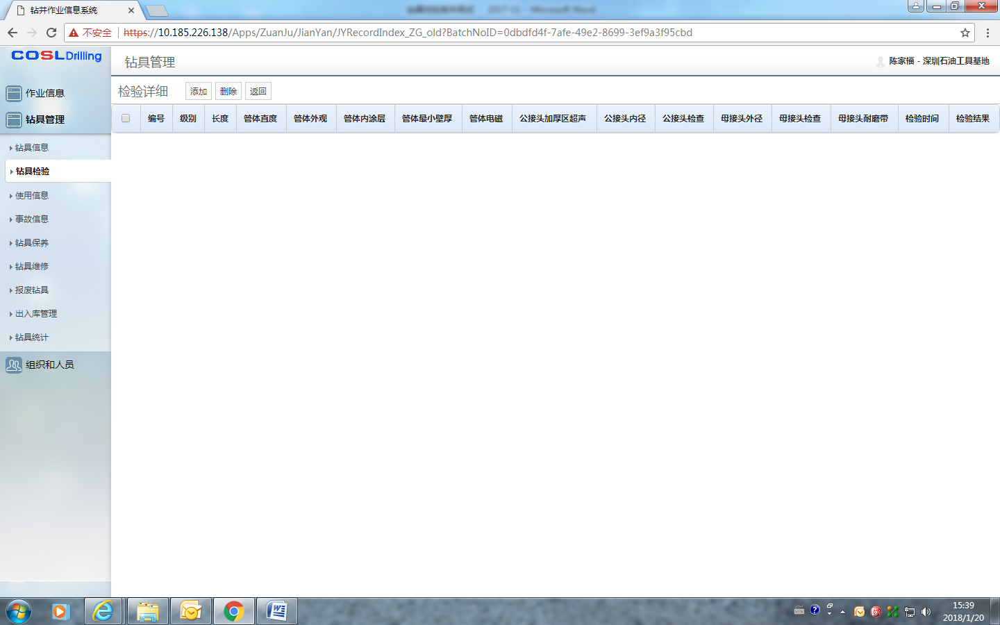 钻井作业信息系统
不安全 https://10.185.226.138/Apps/ZuanJu/JianYan/JYRecordIndex_ZG_old?BatchNoID=0dbdfd4f-7afe-49e2-8699-3ef9a3f95cbd
COSL Drilling
钻具管理
陈家福 - 深圳石油工具基地
作业信息
钻具管理
钻具信息
钻具检验
使用信息
事故信息
钻具保养
钻具维修
报废钻具
出入库管理
钻具统计
组织和人员
检验详细 添加 删除 返回
编号 级别 长度 管体直度 管体外观 管体内涂层 管体最小壁厚 管体电磁 公接头加厚区超声 公接头内径 公接头检查 母接头外径 母接头检查 母接头耐磨带 检验时间 检验结果
15:39
2018/1/20